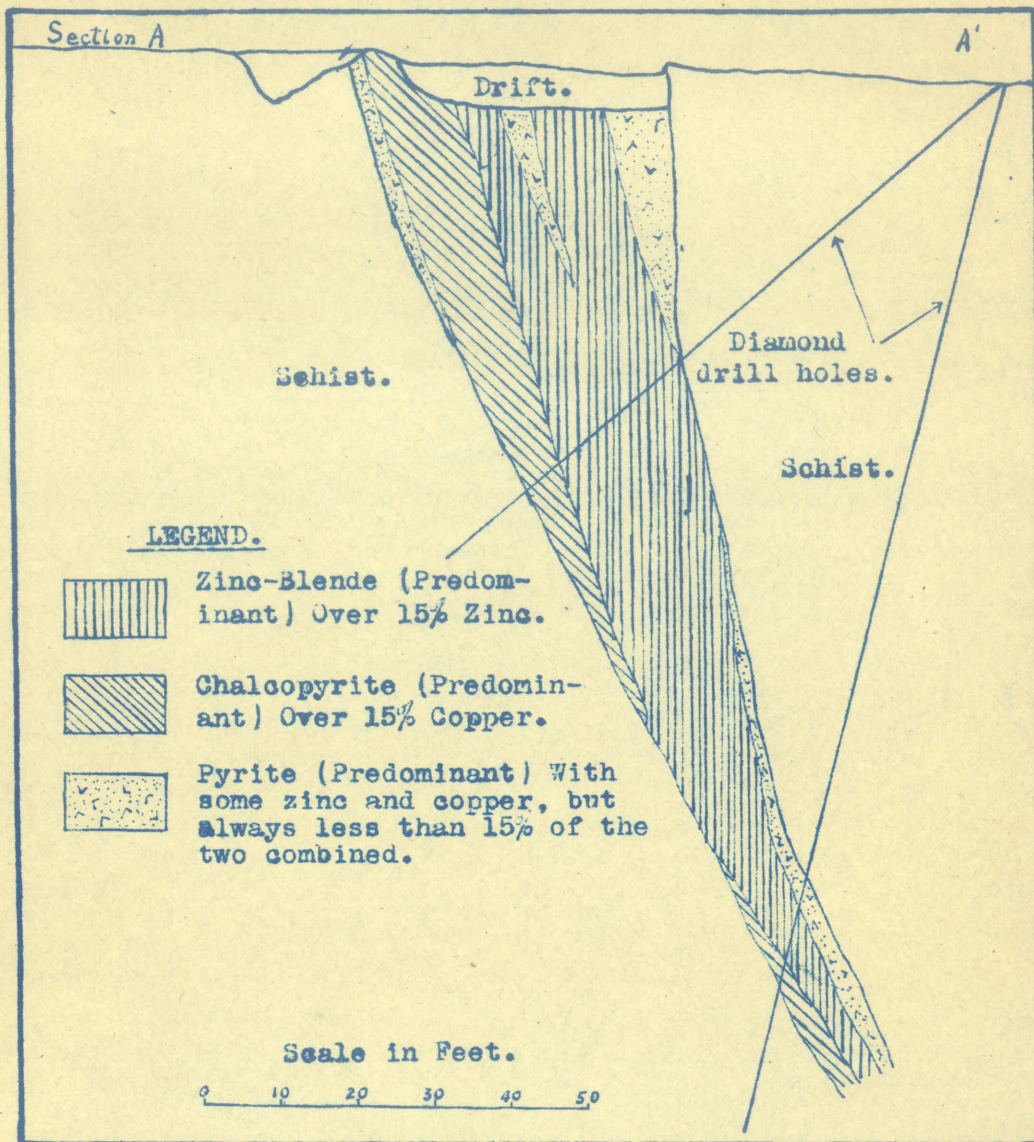 Section A
A'
Drift.
Diamond
drill holes.
Schist.
Schist.
LEGEND.
Zinc-Blende (Predom-
inant) Over 15% Zinc.
Chalcopyrite (Predomin-
ant) Over 15% Copper.
Pyrite (Predominant) With
some zinc and copper, but
always less than 15% of the
two combined.
Scale in Feet.
0 20 30 40 50